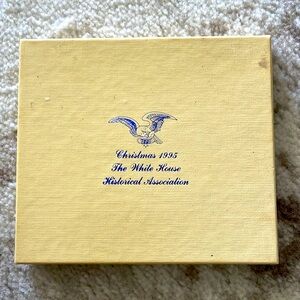 Christmas 1995
The White House
Historical Association